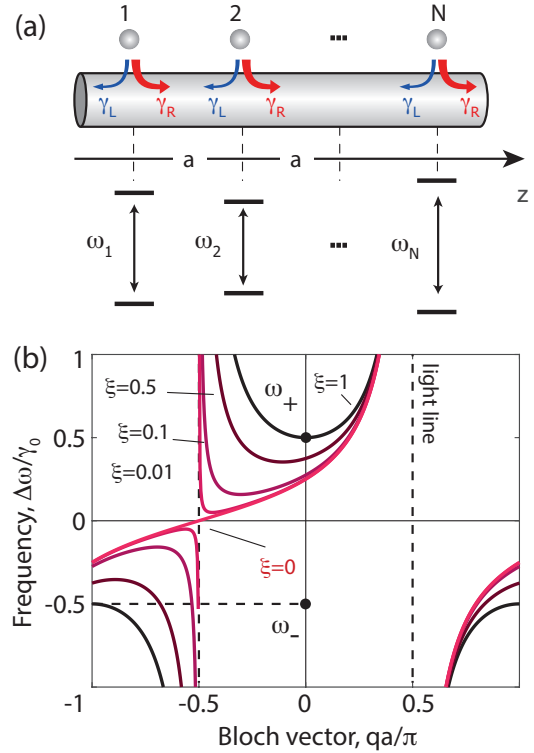 (a)
1 2 ... N
γL γR γL γR γL γR
a a
z
ω1 ω2 ... ωN
(b)
1
ξ=0.5 ω+ ξ=1 light line
0.5
ξ=0.1
ξ=0.01
0
ξ=0
-0.5
ω-
-1
-1 -0.5 0 0.5
Frequency, Δω/γ0
Bloch vector, qa/π